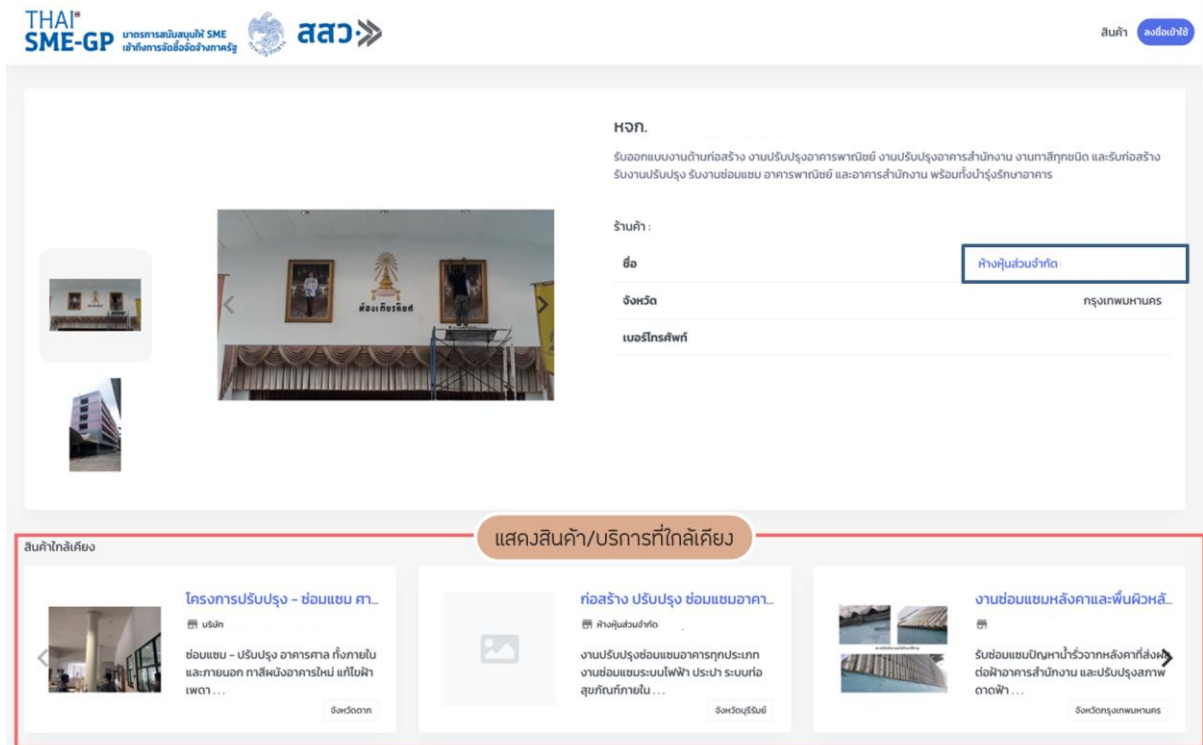 THAI
SME-GP
มาตรการสนับสนุนให้ SME
เข้าถึงการจัดซื้อจัดจ้างภาครัฐ
สสว
สินค้า
ลงชื่อเข้าใช้
หจก.
รับออกแบบงานด้านก่อสร้าง งานปรับปรุงอาคารพาณิชย์ งานปรับปรุงอาคารสำนักงาน งานทาสีทุกชนิด และรับก่อสร้าง
รับงานปรับปรุง รับงานซ่อมแซม อาคารพาณิชย์ และอาคารสำนักงาน พร้อมทั้งบำรุ่งรักษาอาคาร
ร้านค้า :
ชื่อ
ห้างหุ้นส่วนจำกัด
จังหวัด
กรุงเทพมหานคร
เบอร์โทรศัพท์
ห้องเกียรติยศ
แสดงสินค้า/บริการที่ใกล้เคียง
สินค้าใกล้เคียง
โครงการปรับปรุง - ซ่อมแซม ศา...
บริษัท
ซ่อมแซม - ปรับปรุง อาคารศาล ทั้งภายใน
และภายนอก ทาสีผนังอาคารใหม่ แก้ไขฝ้า
เพดา . . .
จังหวัดตาก
ก่อสร้าง ปรับปรุง ซ่อมแซมอาคา...
ห้างหุ้นส่วนจำกัด
งานปรับปรุงซ่อมแซมอาคารทุกประเภท
งานซ่อมแซมระบบไฟฟ้า ประปา ระบบท่อ
สุขภัณฑ์ภายใน . . .
จังหวัดบุรีรัมย์
งานซ่อมแซมหลังคาและพื้นผิวหลั...
รับซ่อมแซมปัญหาน้ำรั่วจากหลังคาที่ส่งผล
ต่อฝ้าอาคารสำนักงาน และปรับปรุงสภาพ
ดาดฟ้า . . .
จังหวัดกรุงเทพมหานคร